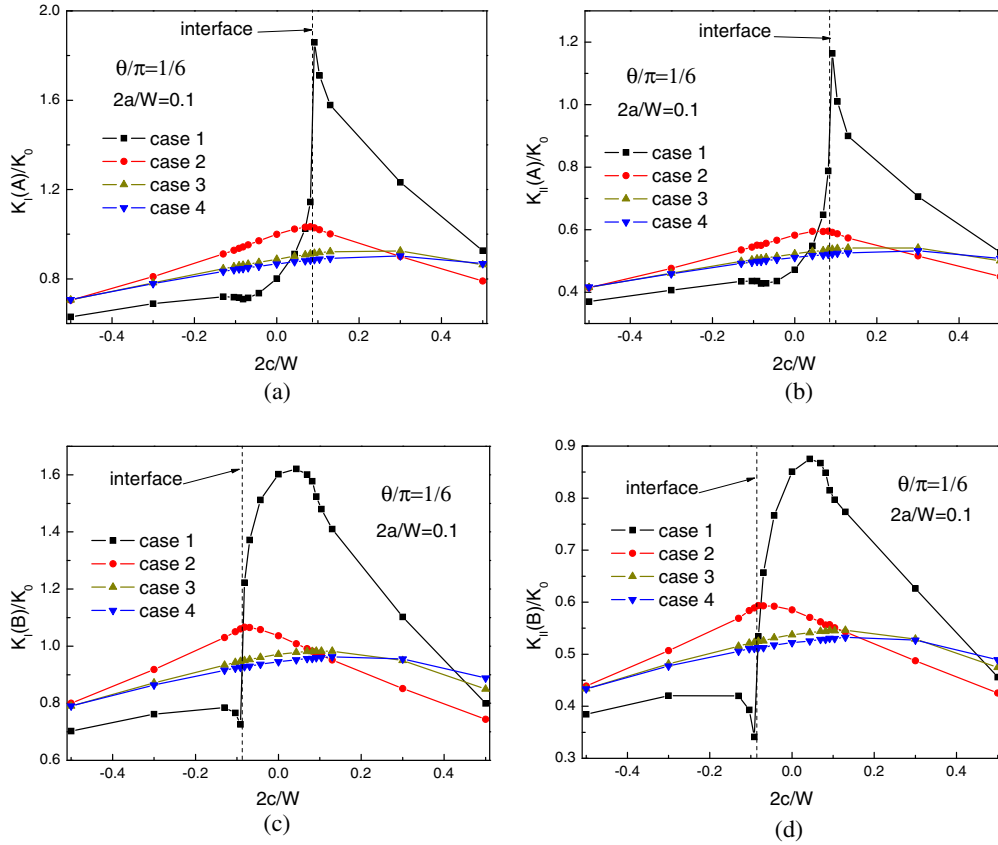 2.0
interface
1.6
θ/π=1/6
2a/W=0.1
case 1
case 2
case 3
case 4
1.2
0.8
K_I(A)/K_0
-0.4 -0.2 0.0 0.2 0.4
2c/W
(a)
1.2
interface
1.0
θ/π=1/6
2a/W=0.1
0.8
case 1
case 2
case 3
case 4
0.6
0.4
K_II(A)/K_0
-0.4 -0.2 0.0 0.2 0.4
2c/W
(b)
1.6
interface
θ/π=1/6
2a/W=0.1
1.4
case 1
case 2
case 3
case 4
1.2
1.0
0.8
0.6
K_I(B)/K_0
-0.4 -0.2 0.0 0.2 0.4
2c/W
(c)
0.9
interface
θ/π=1/6
0.8
2a/W=0.1
case 1
case 2
case 3
case 4
0.7
0.6
0.5
0.4
0.3
K_II(B)/K_0
-0.4 -0.2 0.0 0.2 0.4
2c/W
(d)